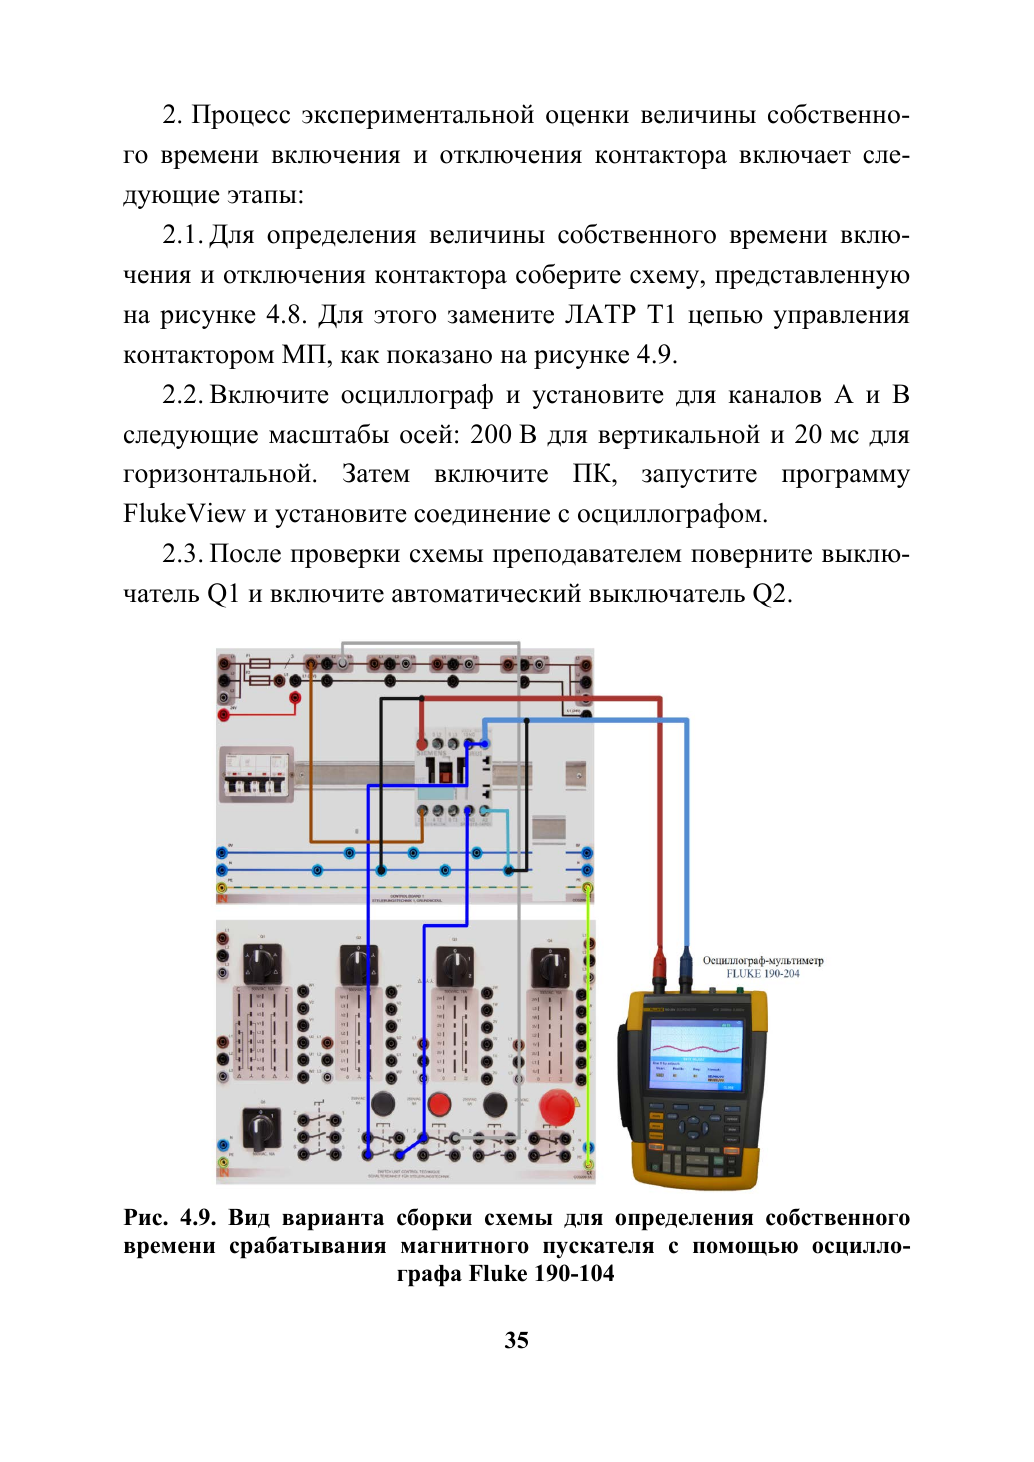 2. Процесс экспериментальной оценки величины собственно-
го времени включения и отключения контактора включает сле-
дующие этапы:
2.1. Для определения величины собственного времени вклю-
чения и отключения контактора соберите схему, представленную
на рисунке 4.8. Для этого замените ЛАТР Т1 цепью управления
контактором МП, как показано на рисунке 4.9.
2.2. Включите осциллограф и установите для каналов А и В
следующие масштабы осей: 200 В для вертикальной и 20 мс для
горизонтальной. Затем включите ПК, запустите программу
FlukeView и установите соединение с осциллографом.
2.3. После проверки схемы преподавателем поверните выклю-
чатель Q1 и включите автоматический выключатель Q2.
SIEMENS
Осциллограф-мультиметр
FLUKE 190-204
Рис. 4.9. Вид варианта сборки схемы для определения собственного
времени срабатывания магнитного пускателя с помощью осцилло-
графа Fluke 190-104
35